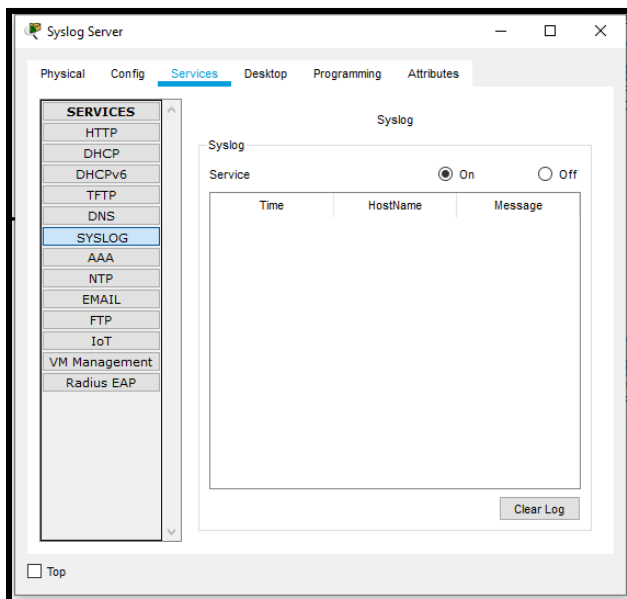 Syslog Server
Physical Config Services Desktop Programming Attributes
SERVICES
HTTP
DHCP
DHCPv6
TFTP
DNS
SYSLOG
AAA
NTP
EMAIL
FTP
IoT
VM Management
Radius EAP
Syslog
Syslog
Service On Off
Time HostName Message
Clear Log
Top